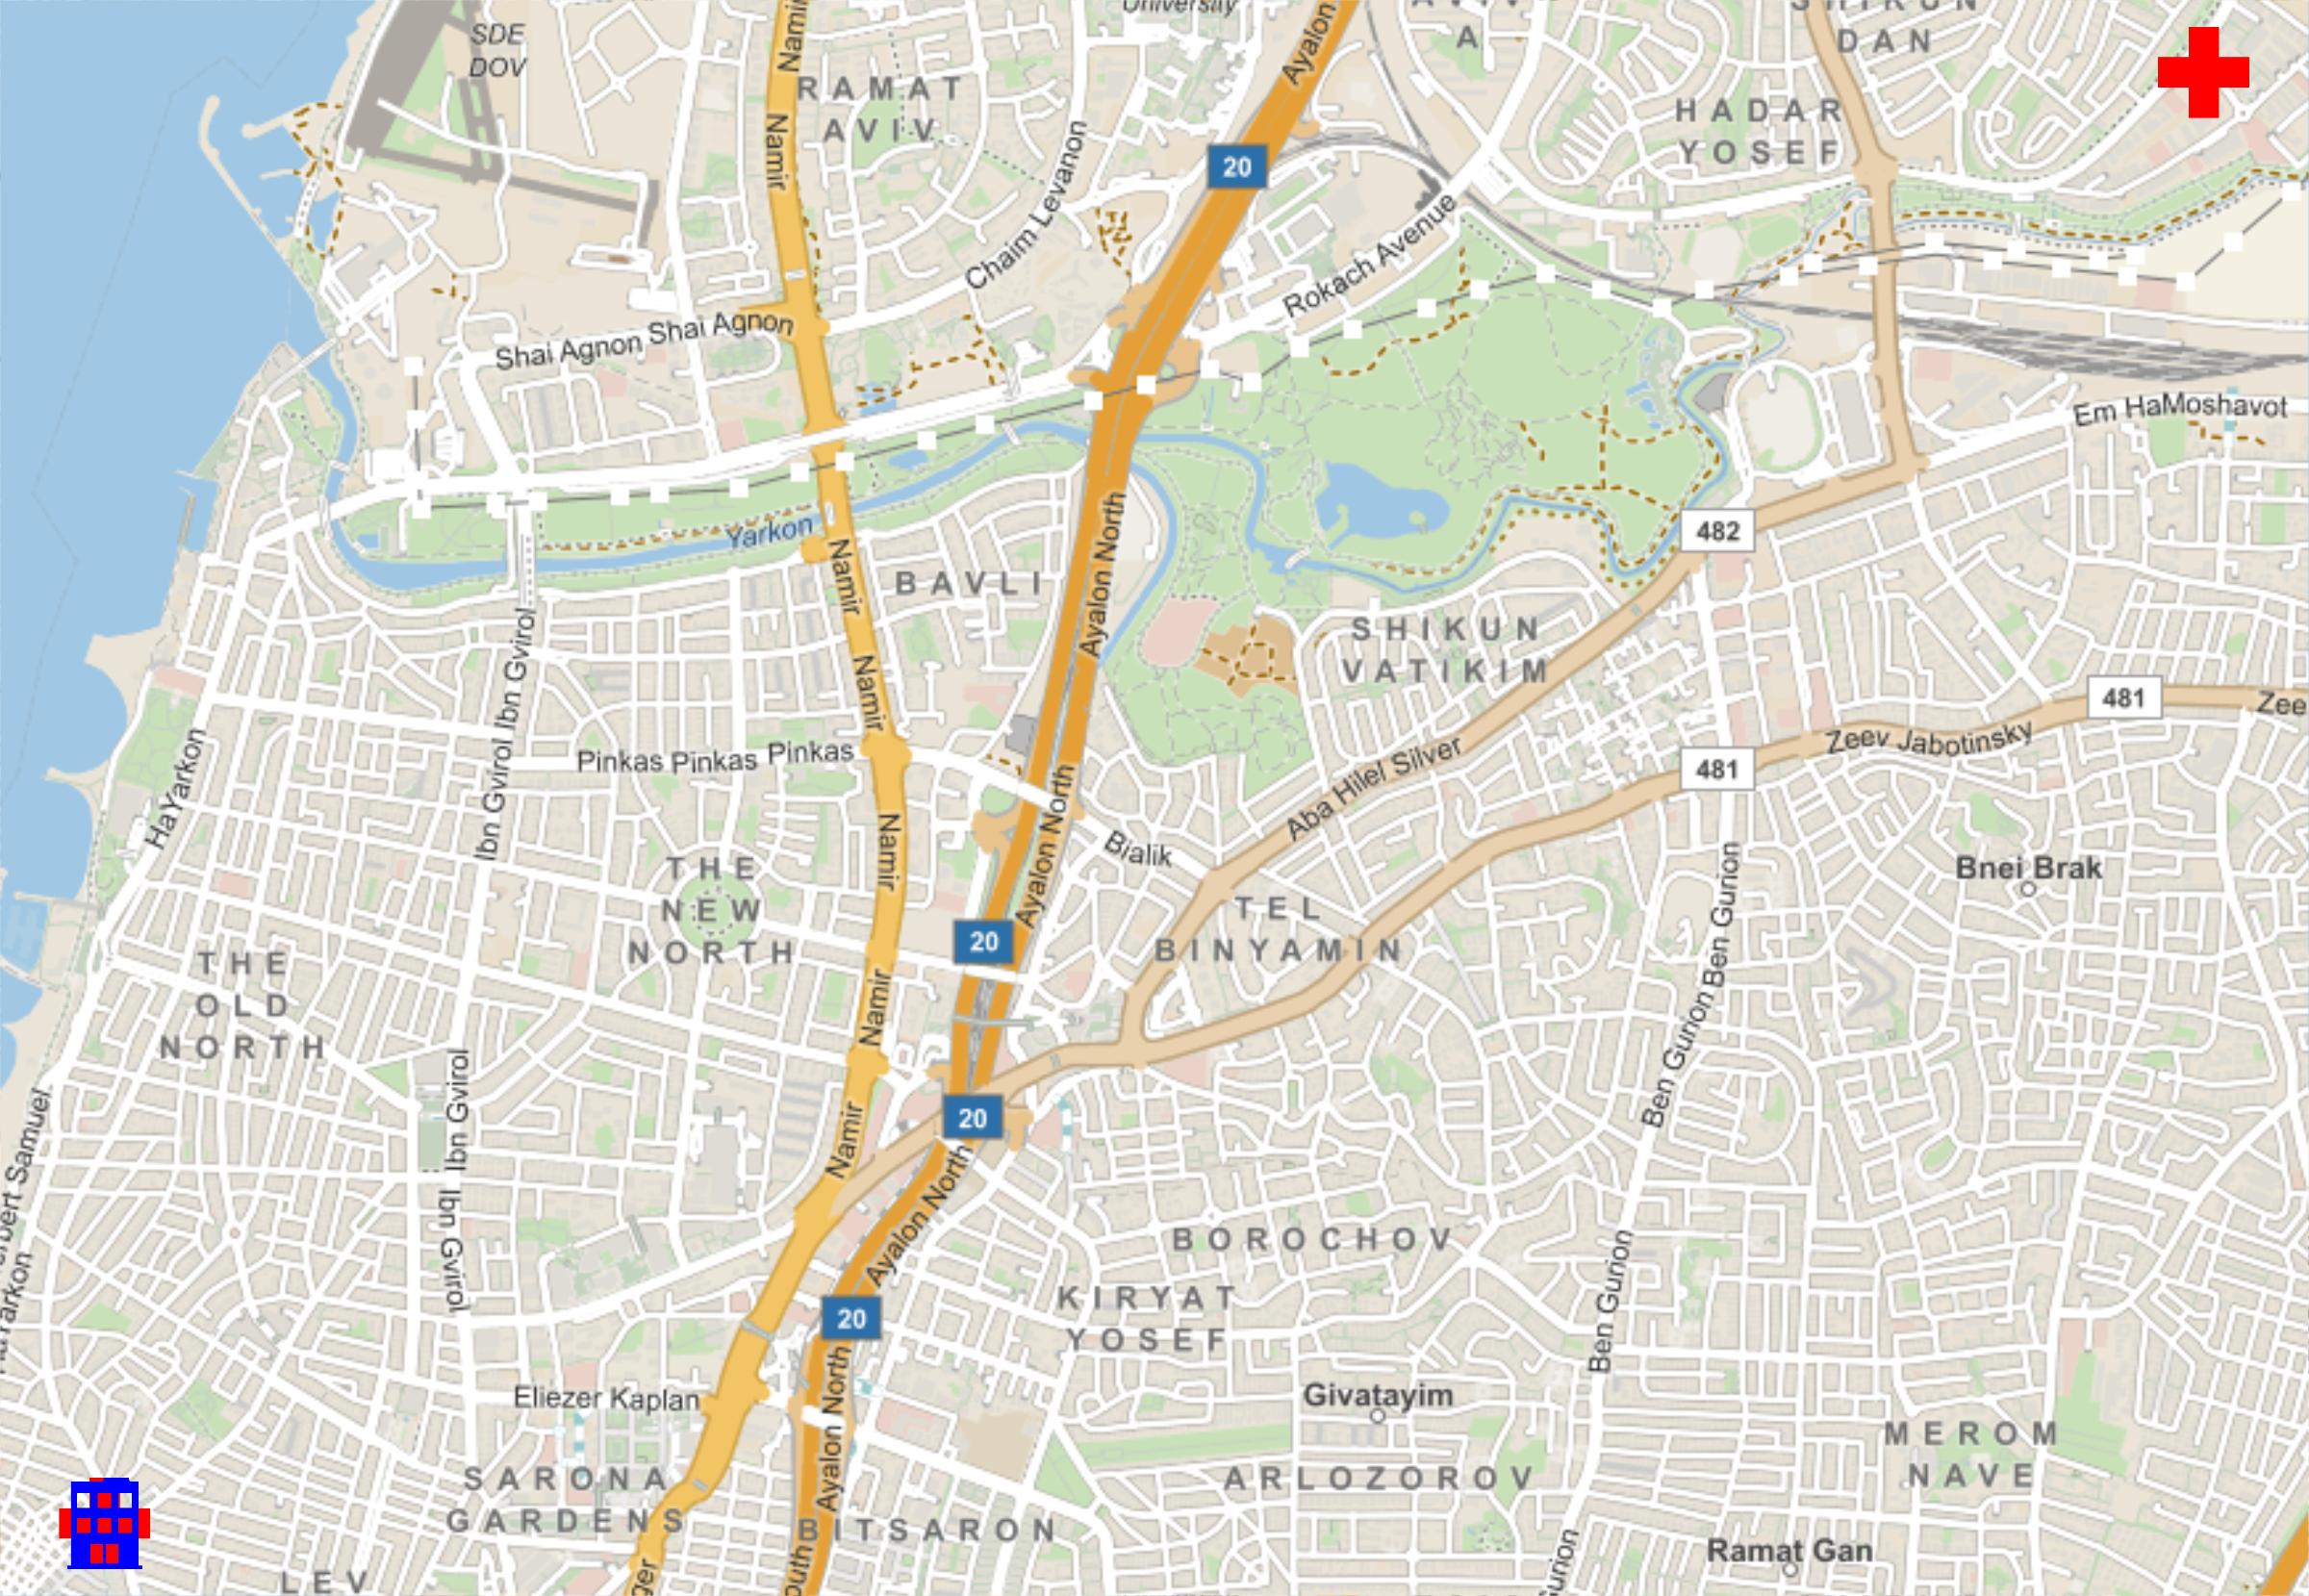 University
SHIKUN
DAN
A
SDE
DOV
Namir
RAMAT
AVIV
Namir
Ayalon
HADAR
YOSEF
20
Chaim Levanon
Rokach Avenue
Shai Agnon Shai Agnon
Em HaMoshavot
Yarkon
482
Ayalon North
BAVLI
Namir
SHIKUN
VATIKIM
Namir
Ibn Gvirol Ibn Gvirol
481
Zee
HaYarkon
Pinkas Pinkas Pinkas
Zeev Jabotinsky
481
Aba Hilel Silver
Ayalon North
Bialik
Namir
THE
NEW
NORTH
Bnei Brak
TEL
BINYAMIN
20
Ben Gurion Ben Gurion
THE
OLD
NORTH
Namir
Ibn Gvirol Ibn Gvirol
20
Namir
Samuel
Ayalon North
BOROCHOV
KIRYAT
YOSEF
20
Ben Gurion
Eliezer Kaplan
Ayalon North
Givatayim
MEROM
NAVE
SARONA
GARDENS
ARLOZOROV
BITSARON
Ramat Gan
LEV